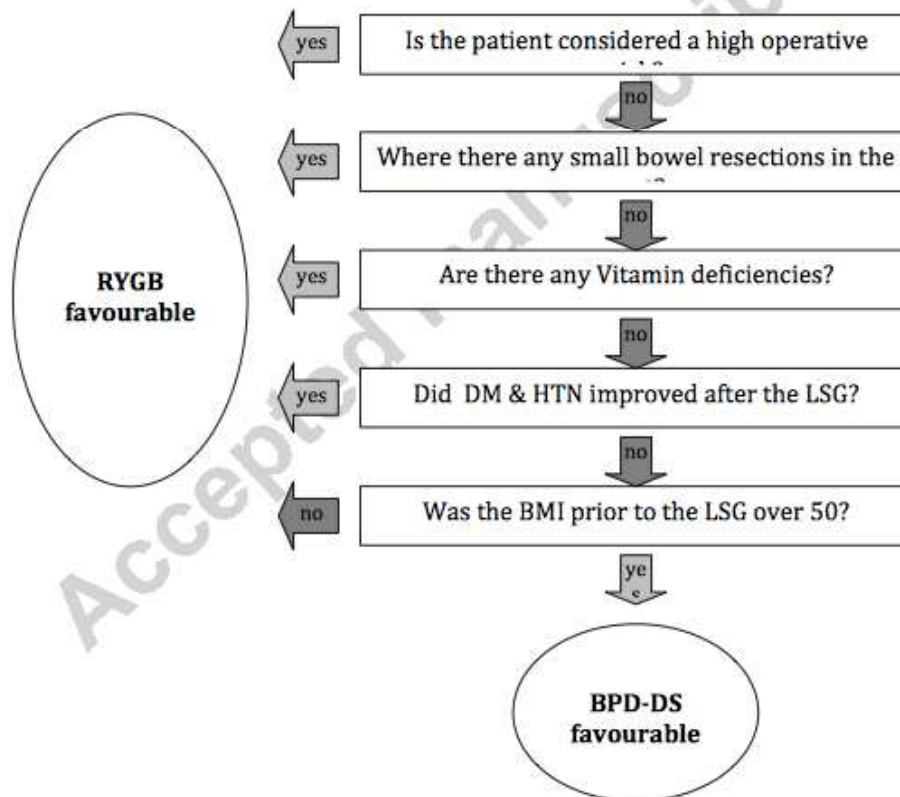 yes
Is the patient considered a high operative
no
yes
Where there any small bowel resections in the
no
RYGB
favourable
yes
Are there any Vitamin deficiencies?
no
yes
Did DM & HTN improved after the LSG?
no
no
Was the BMI prior to the LSG over 50?
ye
BPD-DS
favourable
Accepted